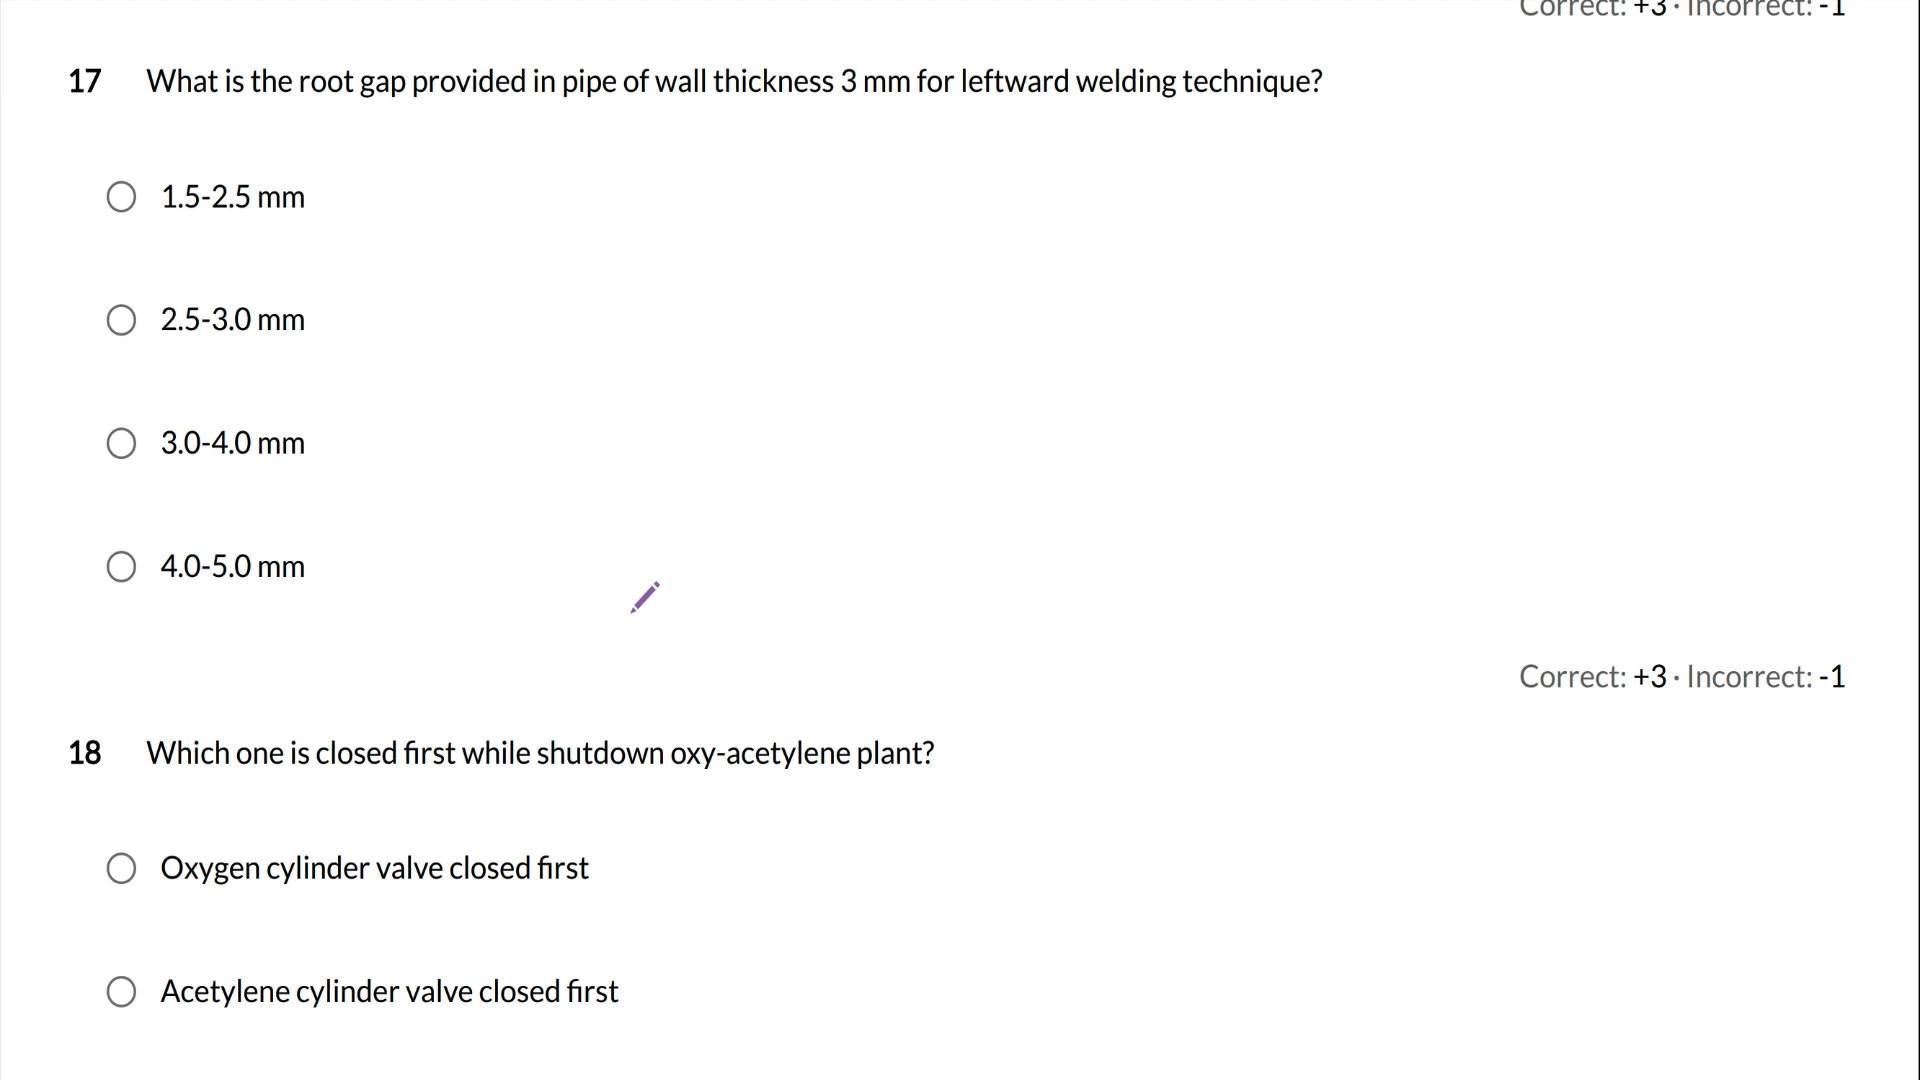 Correct: +3 · Incorrect: -1
17 What is the root gap provided in pipe of wall thickness 3 mm for leftward welding technique?
1.5-2.5 mm
2.5-3.0 mm
3.0-4.0 mm
4.0-5.0 mm
Correct: +3 · Incorrect: -1
18 Which one is closed first while shutdown oxy-acetylene plant?
Oxygen cylinder valve closed first
Acetylene cylinder valve closed first